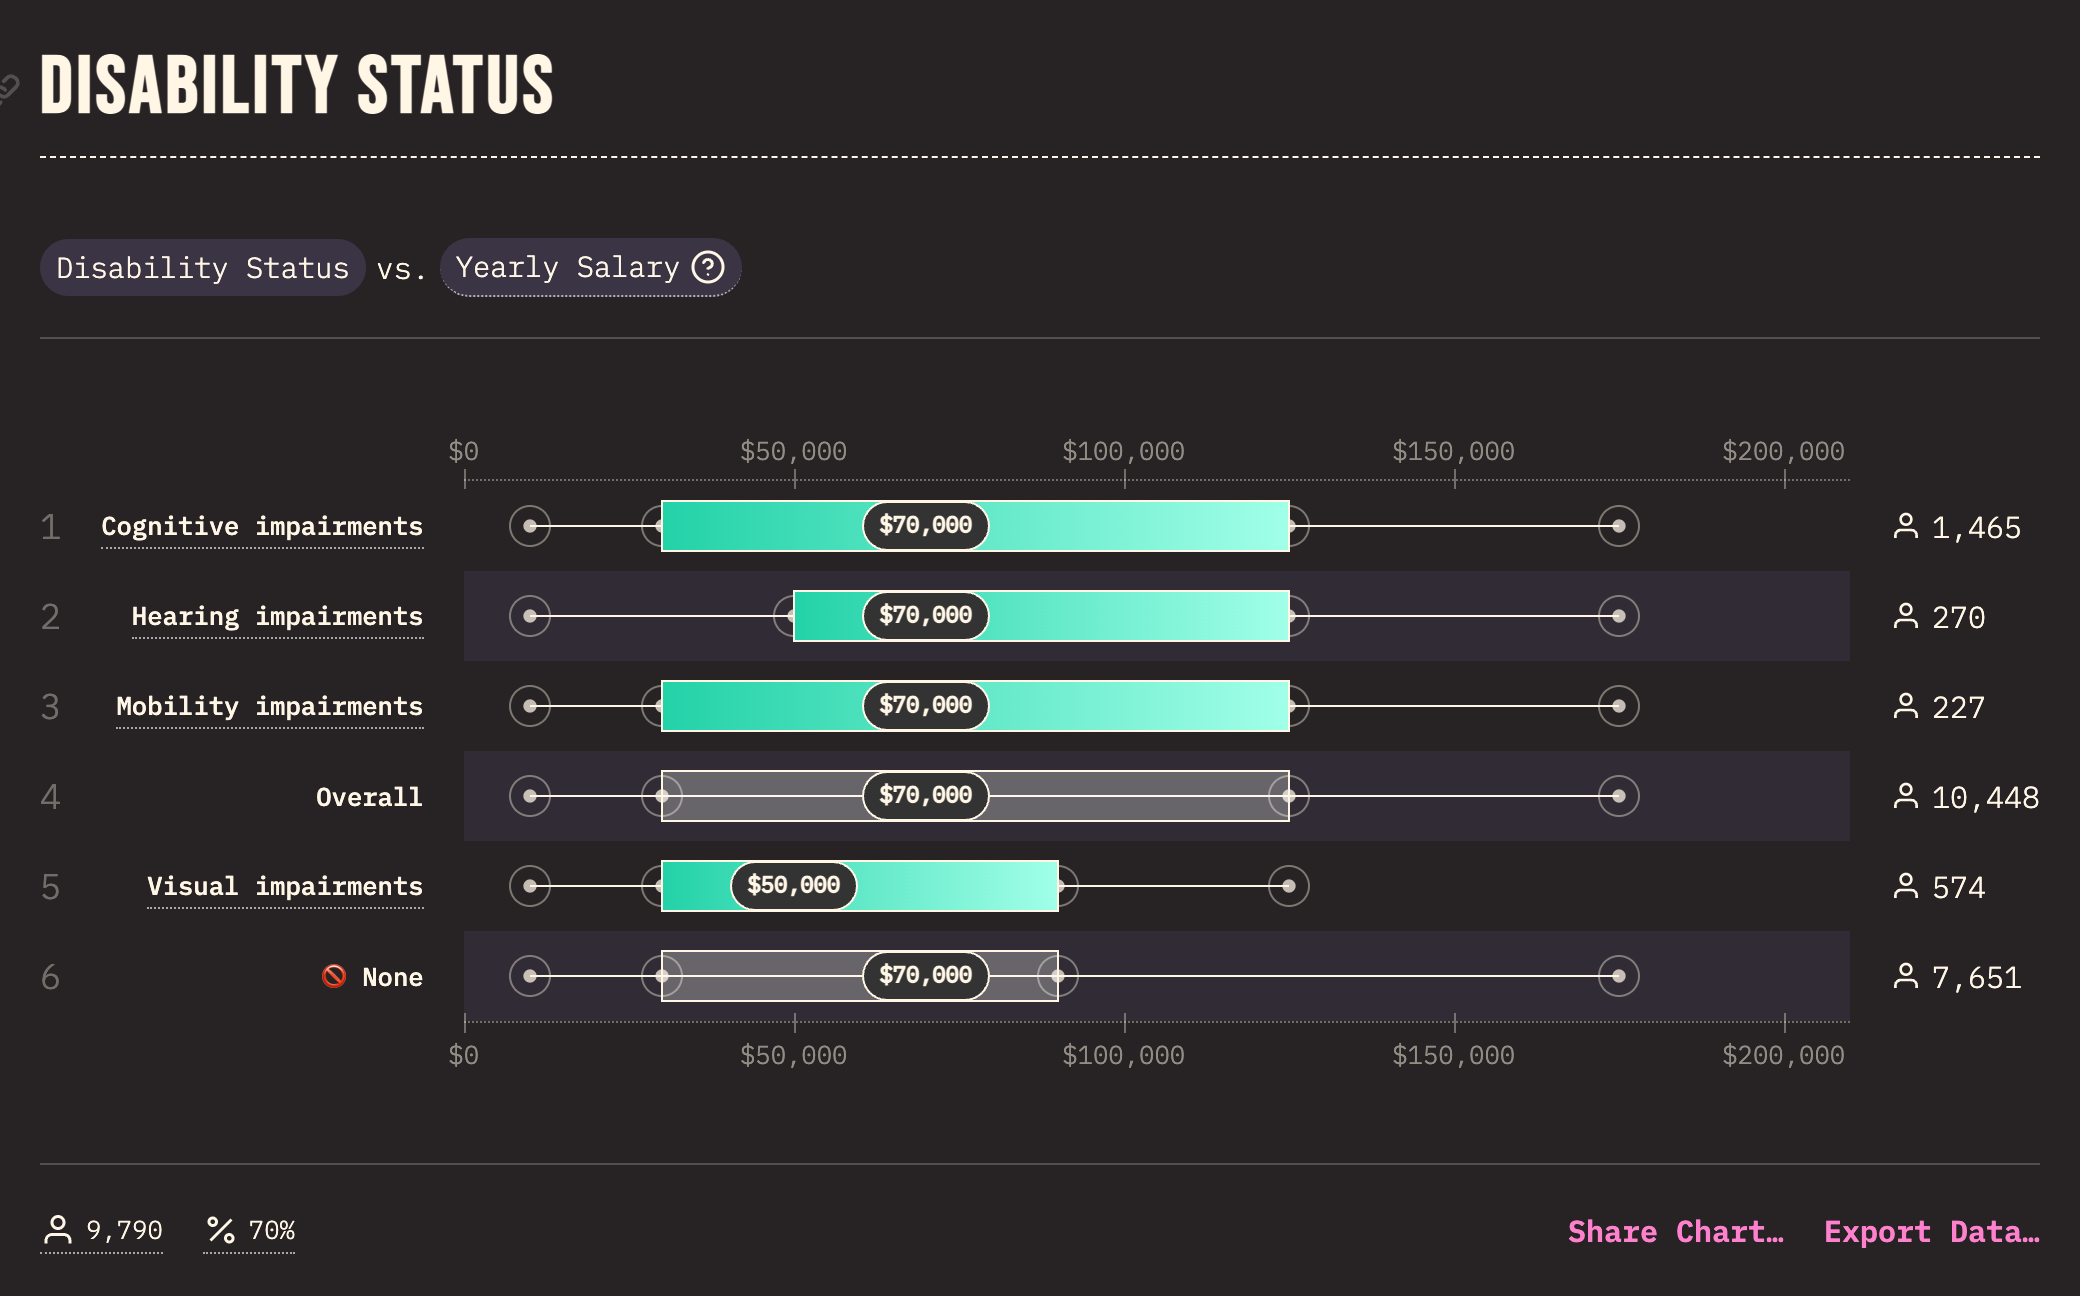 DISABILITY STATUS
Disability Status vs. Yearly Salary ?
$0 $50,000 $100,000 $150,000 $200,000
1 Cognitive impairments $70,000 1,465
2 Hearing impairments $70,000 270
3 Mobility impairments $70,000 227
4 Overall $70,000 10,448
5 Visual impairments $50,000 574
6 🚫 None $70,000 7,651
$0 $50,000 $100,000 $150,000 $200,000
9,790 % 70% Share Chart… Export Data…